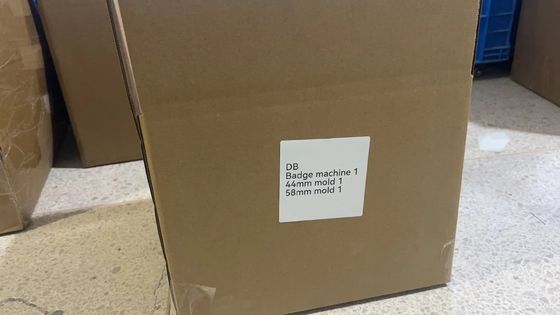 DB
Badge machine 1
44mm mold 1
58mm mold 1